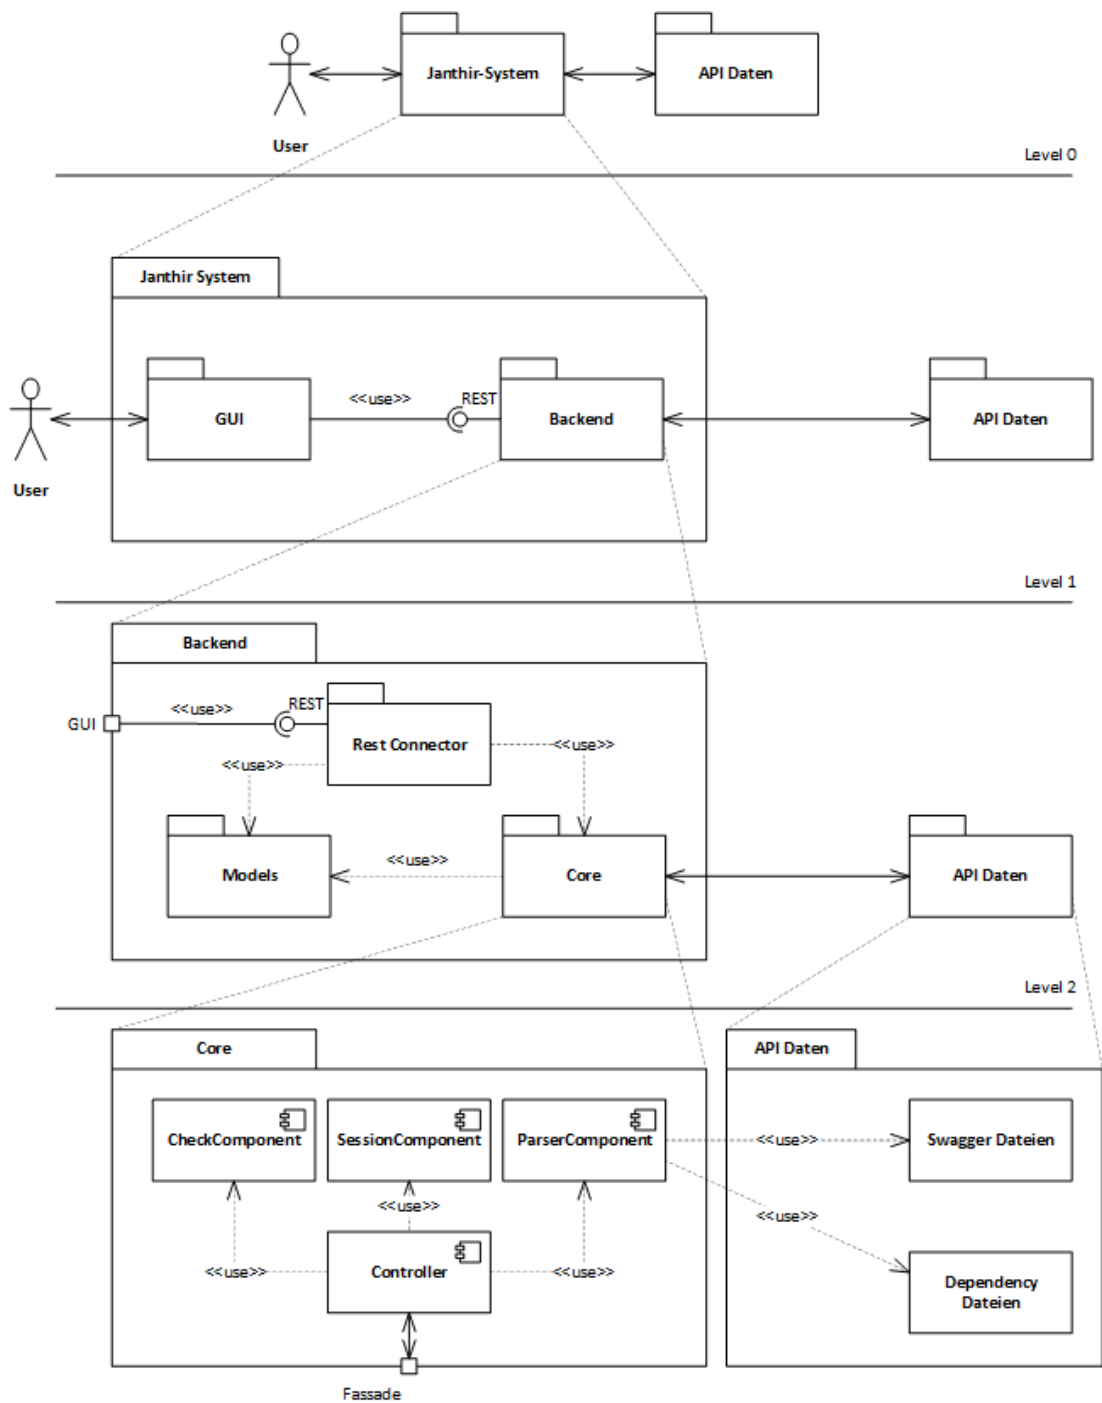 Janthir-System
API Daten
User
Level 0
Janthir System
GUI
<<use>>
REST
Backend
API Daten
User
Level 1
Backend
GUI
<<use>>
REST
Rest Connector
<<use>>
<<use>>
Models
<<use>>
Core
API Daten
Level 2
Core
API Daten
CheckComponent
SessionComponent
ParserComponent
<<use>>
Swagger Dateien
<<use>>
<<use>>
<<use>>
Controller
<<use>>
Dependency
Dateien
Fassade